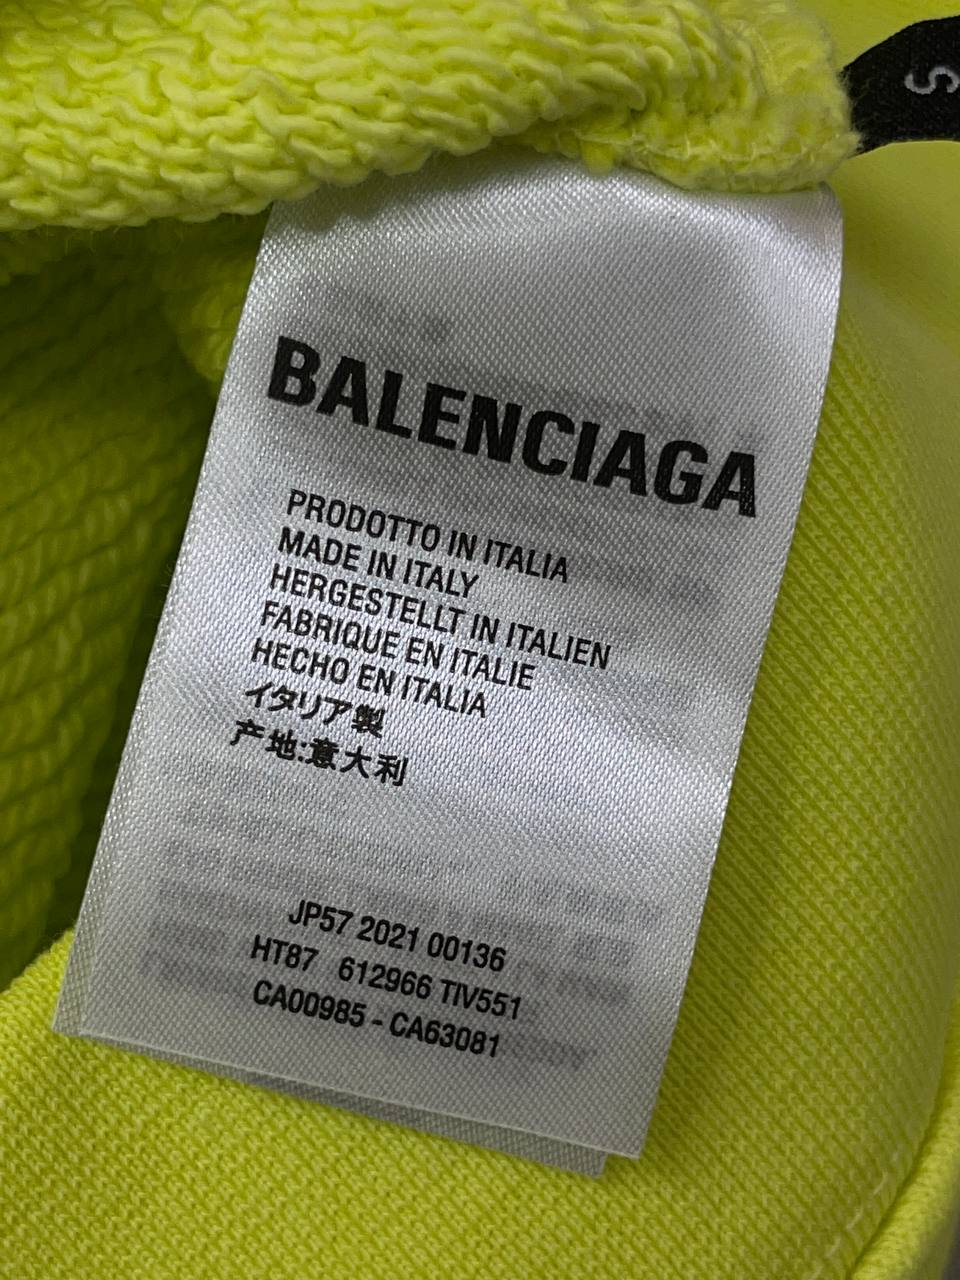 S
BALENCIAGA
PRODOTTO IN ITALIA
MADE IN ITALY
HERGESTELLT IN ITALIEN
FABRIQUE EN ITALIE
HECHO EN ITALIA
イタリア製
产地:意大利
JP57 2021 00136
HT87 612966 TIV551
CA00985 - CA63081